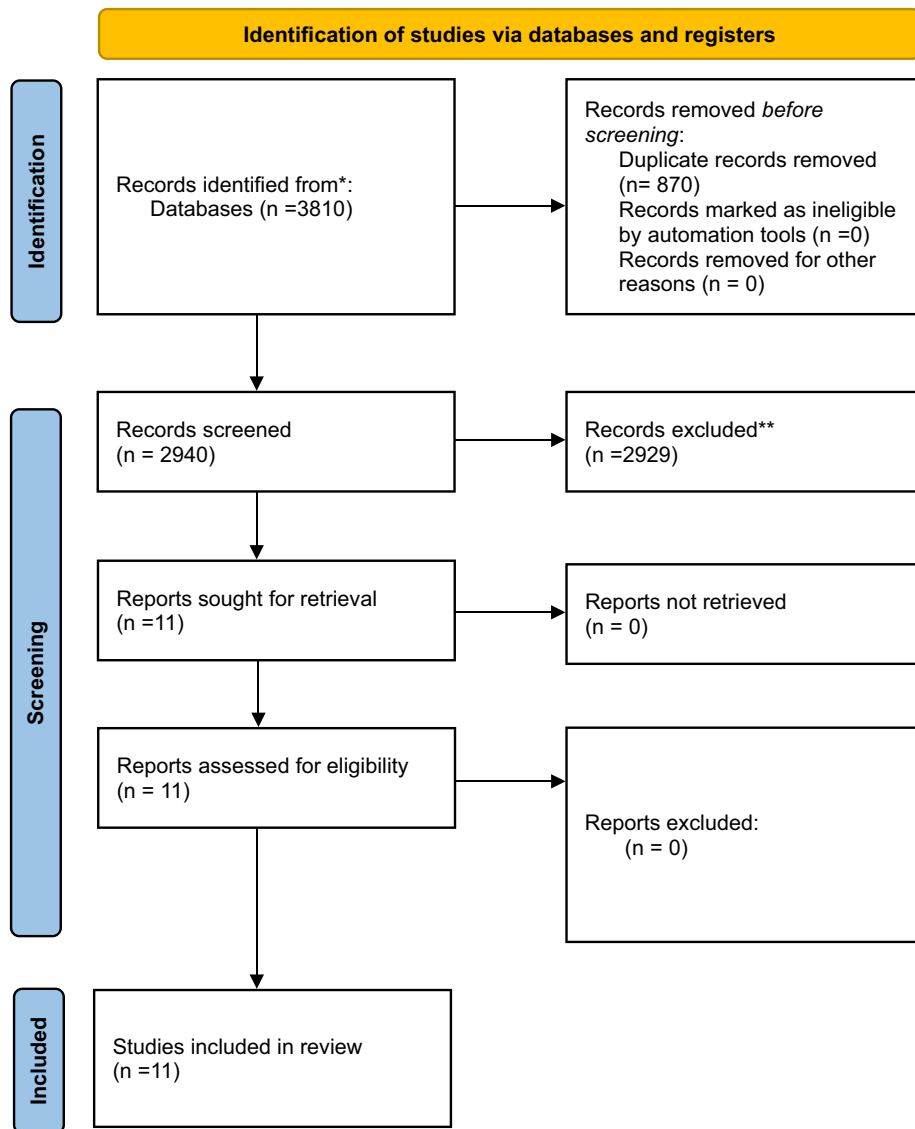 Identification of studies via databases and registers
Identification
Records identified from*:
Databases (n =3810)
Records removed before
screening:
Duplicate records removed
(n= 870)
Records marked as ineligible
by automation tools (n =0)
Records removed for other
reasons (n = 0)
Screening
Records screened
(n = 2940)
Records excluded**
(n =2929)
Reports sought for retrieval
(n =11)
Reports not retrieved
(n = 0)
Reports assessed for eligibility
(n = 11)
Reports excluded:
(n = 0)
Included
Studies included in review
(n =11)